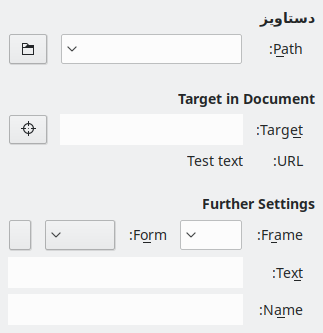 دستاویز
Path:
Target in Document
Target:
URL: Test text
Further Settings
Frame: Form:
Text:
Name: